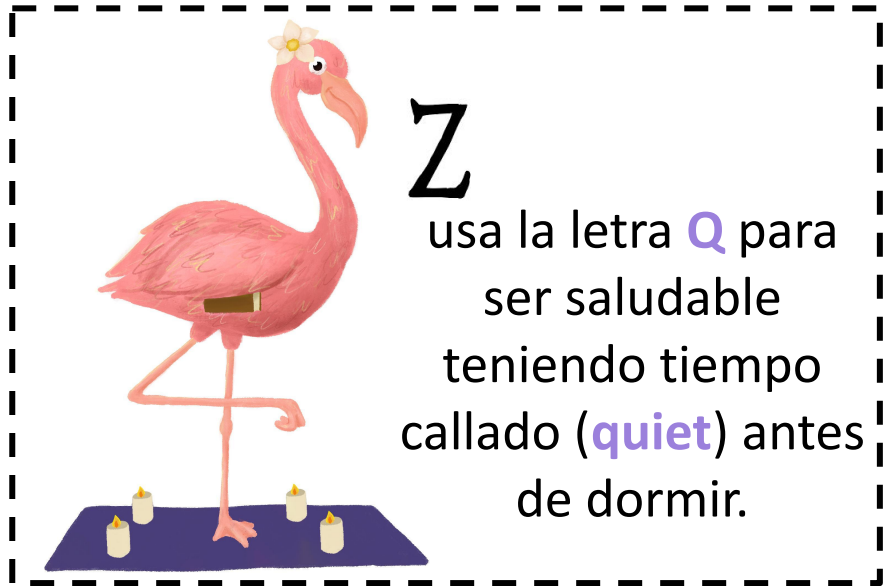 Z
usa la letra Q para
ser saludable
teniendo tiempo
callado (quiet) antes
de dormir.